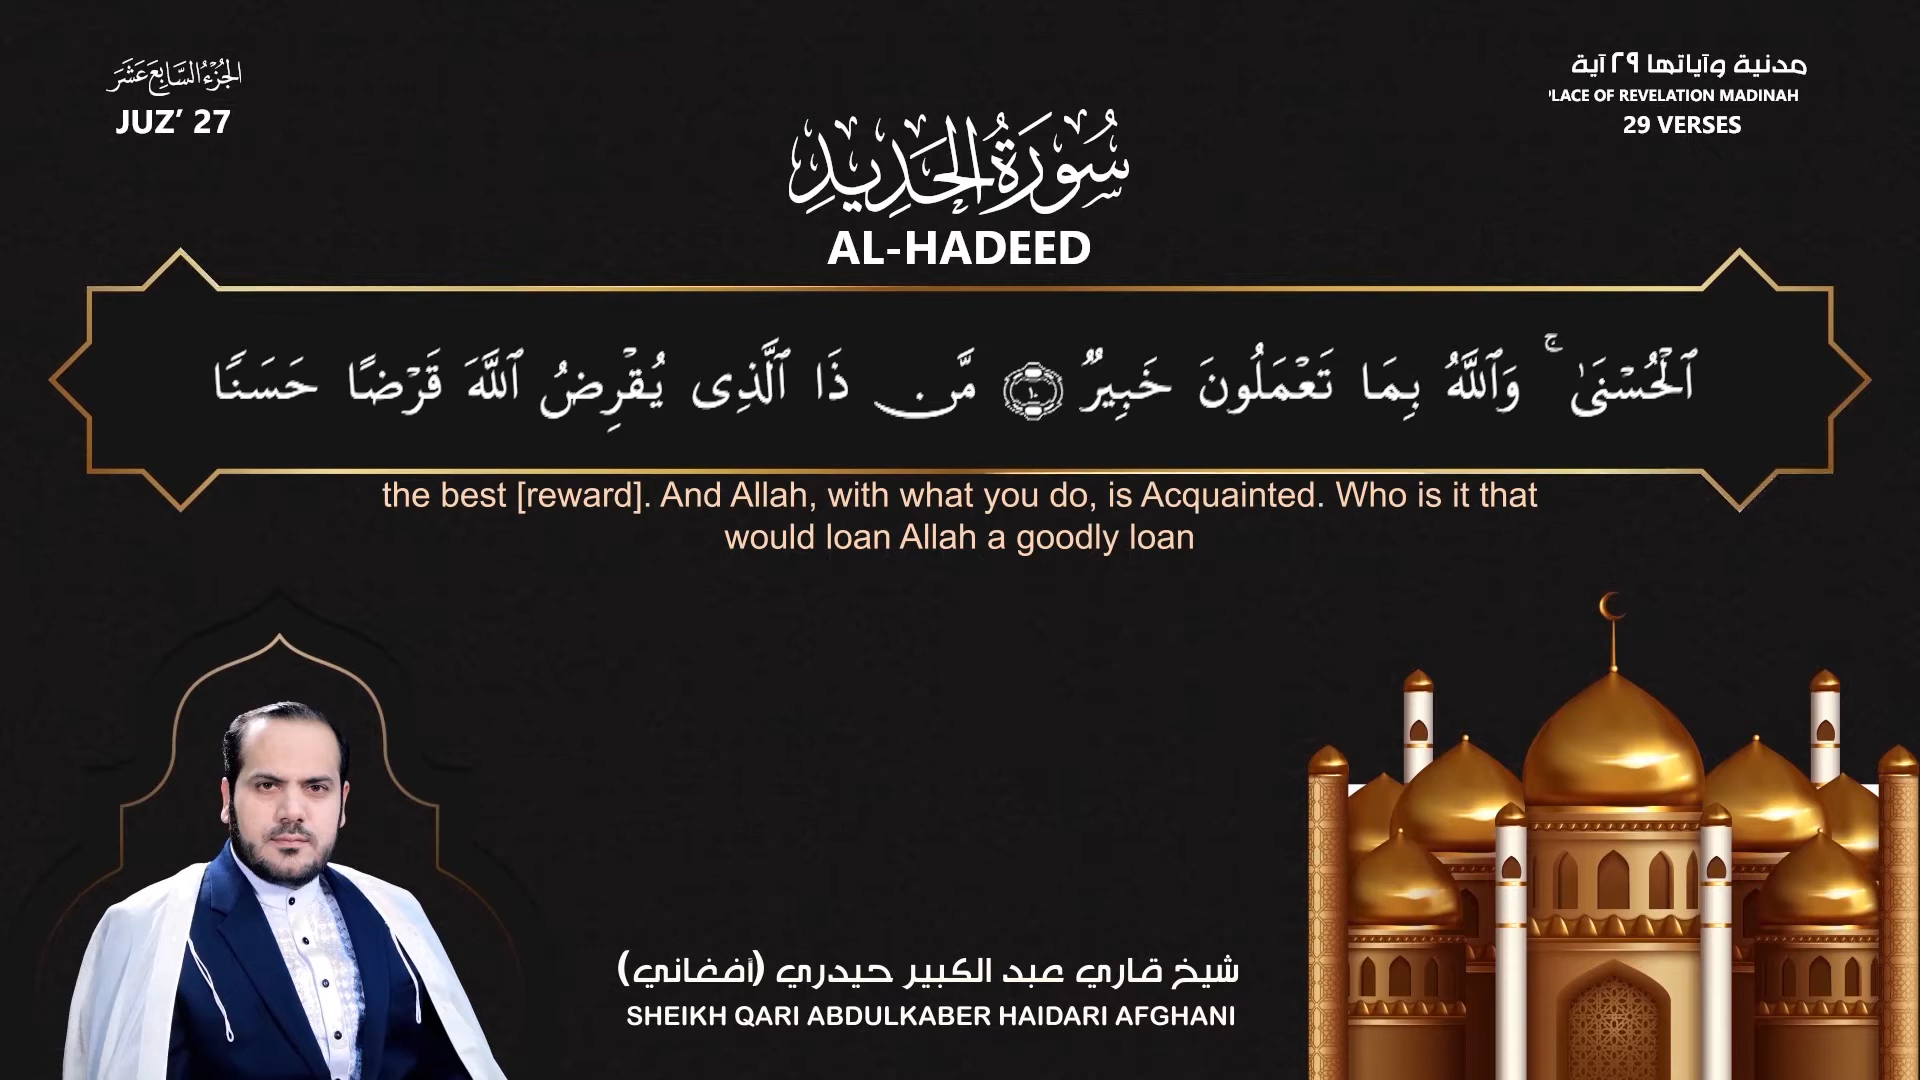 الجزء السابع عشر
JUZ’ 27
مدنية وآياتها ٢٩ آية
PLACE OF REVELATION MADINAH
29 VERSES
سُورَةُ الحَدِيدِ
AL-HADEED
ٱلْحُسْنَىٰ ۚ وَٱللَّهُ بِمَا تَعْمَلُونَ خَبِيرٌ ١٠ مَّن ذَا ٱلَّذِى يُقْرِضُ ٱللَّهَ قَرْضًا حَسَنًا
the best [reward]. And Allah, with what you do, is Acquainted. Who is it that
would loan Allah a goodly loan
شيخ قاري عبد الكبير حيدري (أفغاني)
SHEIKH QARI ABDULKABER HAIDARI AFGHANI